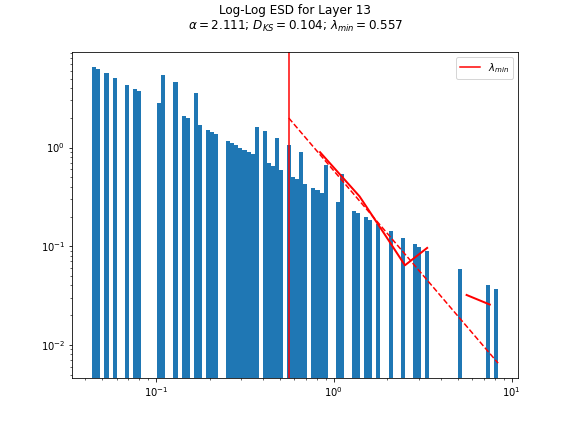 Log-Log ESD for Layer 13
α = 2.111; D_KS = 0.104; λ_min = 0.557
λ_min
10⁰
10⁻¹
10⁻²
10⁻¹
10⁰
10¹